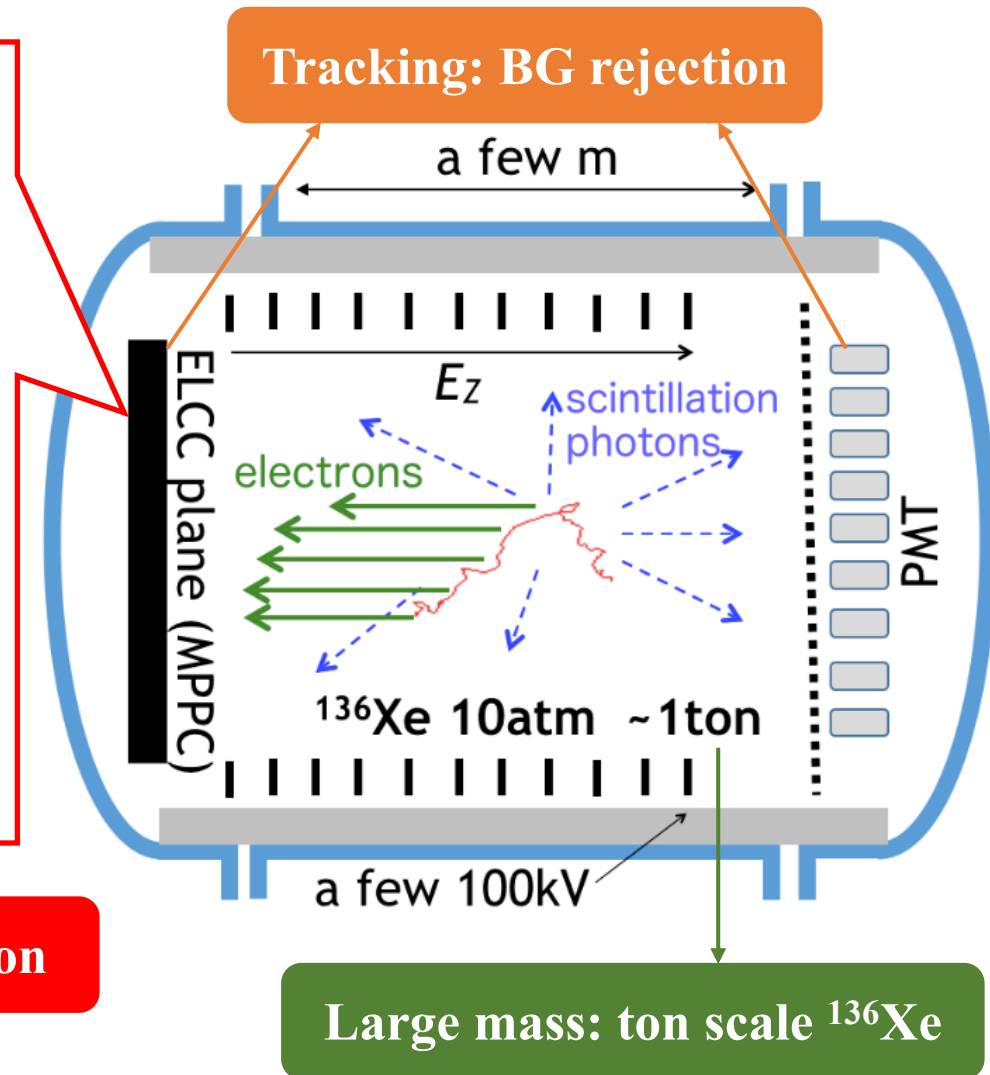 Tracking: BG rejection
a few m
E_Z
scintillation
photons
electrons
ELCC plane (MPPC)
PMT
¹³⁶Xe 10atm ~1ton
a few 100kV
on
Large mass: ton scale ¹³⁶Xe